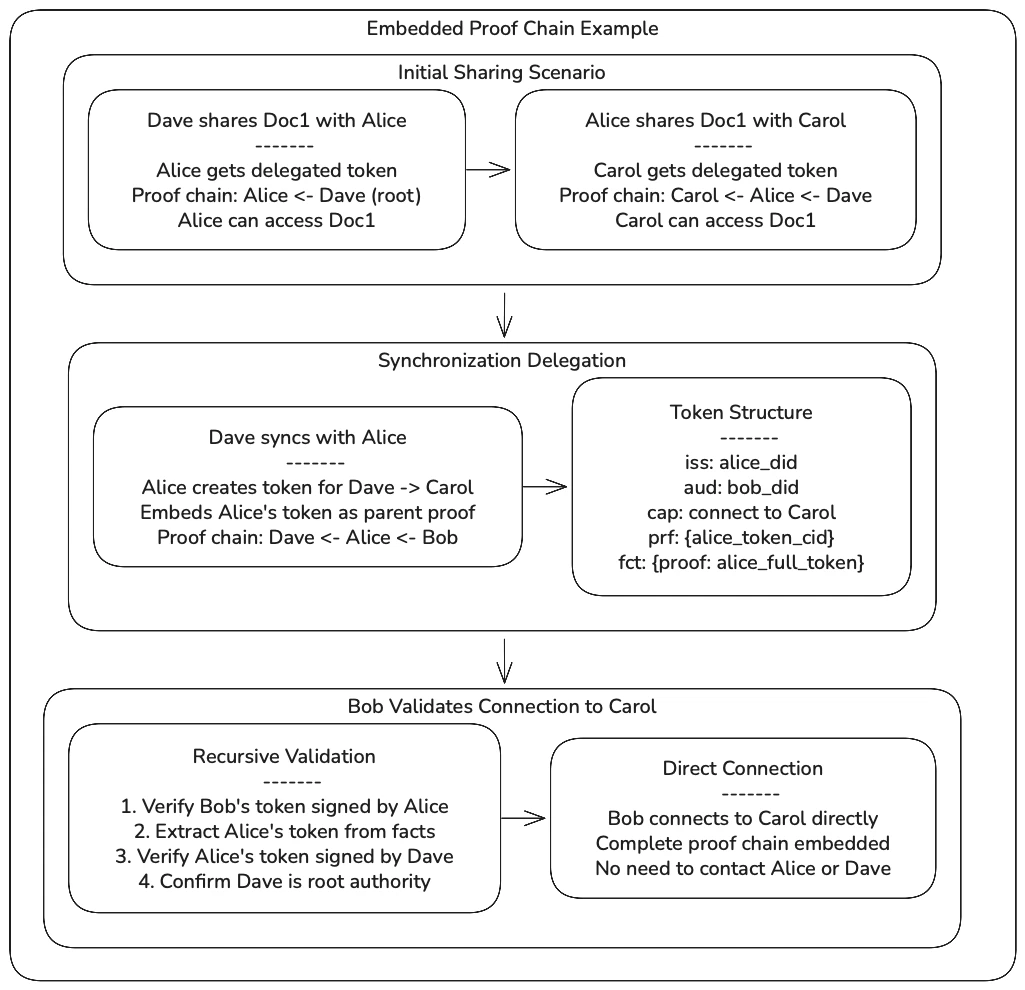 Embedded Proof Chain Example
Initial Sharing Scenario
Dave shares Doc1 with Alice
-------
Alice gets delegated token
Proof chain: Alice <- Dave (root)
Alice can access Doc1
Alice shares Doc1 with Carol
-------
Carol gets delegated token
Proof chain: Carol <- Alice <- Dave
Carol can access Doc1
Synchronization Delegation
Dave syncs with Alice
-------
Alice creates token for Dave -> Carol
Embeds Alice's token as parent proof
Proof chain: Dave <- Alice <- Bob
Token Structure
-------
iss: alice_did
aud: bob_did
cap: connect to Carol
prf: {alice_token_cid}
fct: {proof: alice_full_token}
Bob Validates Connection to Carol
Recursive Validation
-------
1. Verify Bob's token signed by Alice
2. Extract Alice's token from facts
3. Verify Alice's token signed by Dave
4. Confirm Dave is root authority
Direct Connection
-------
Bob connects to Carol directly
Complete proof chain embedded
No need to contact Alice or Dave